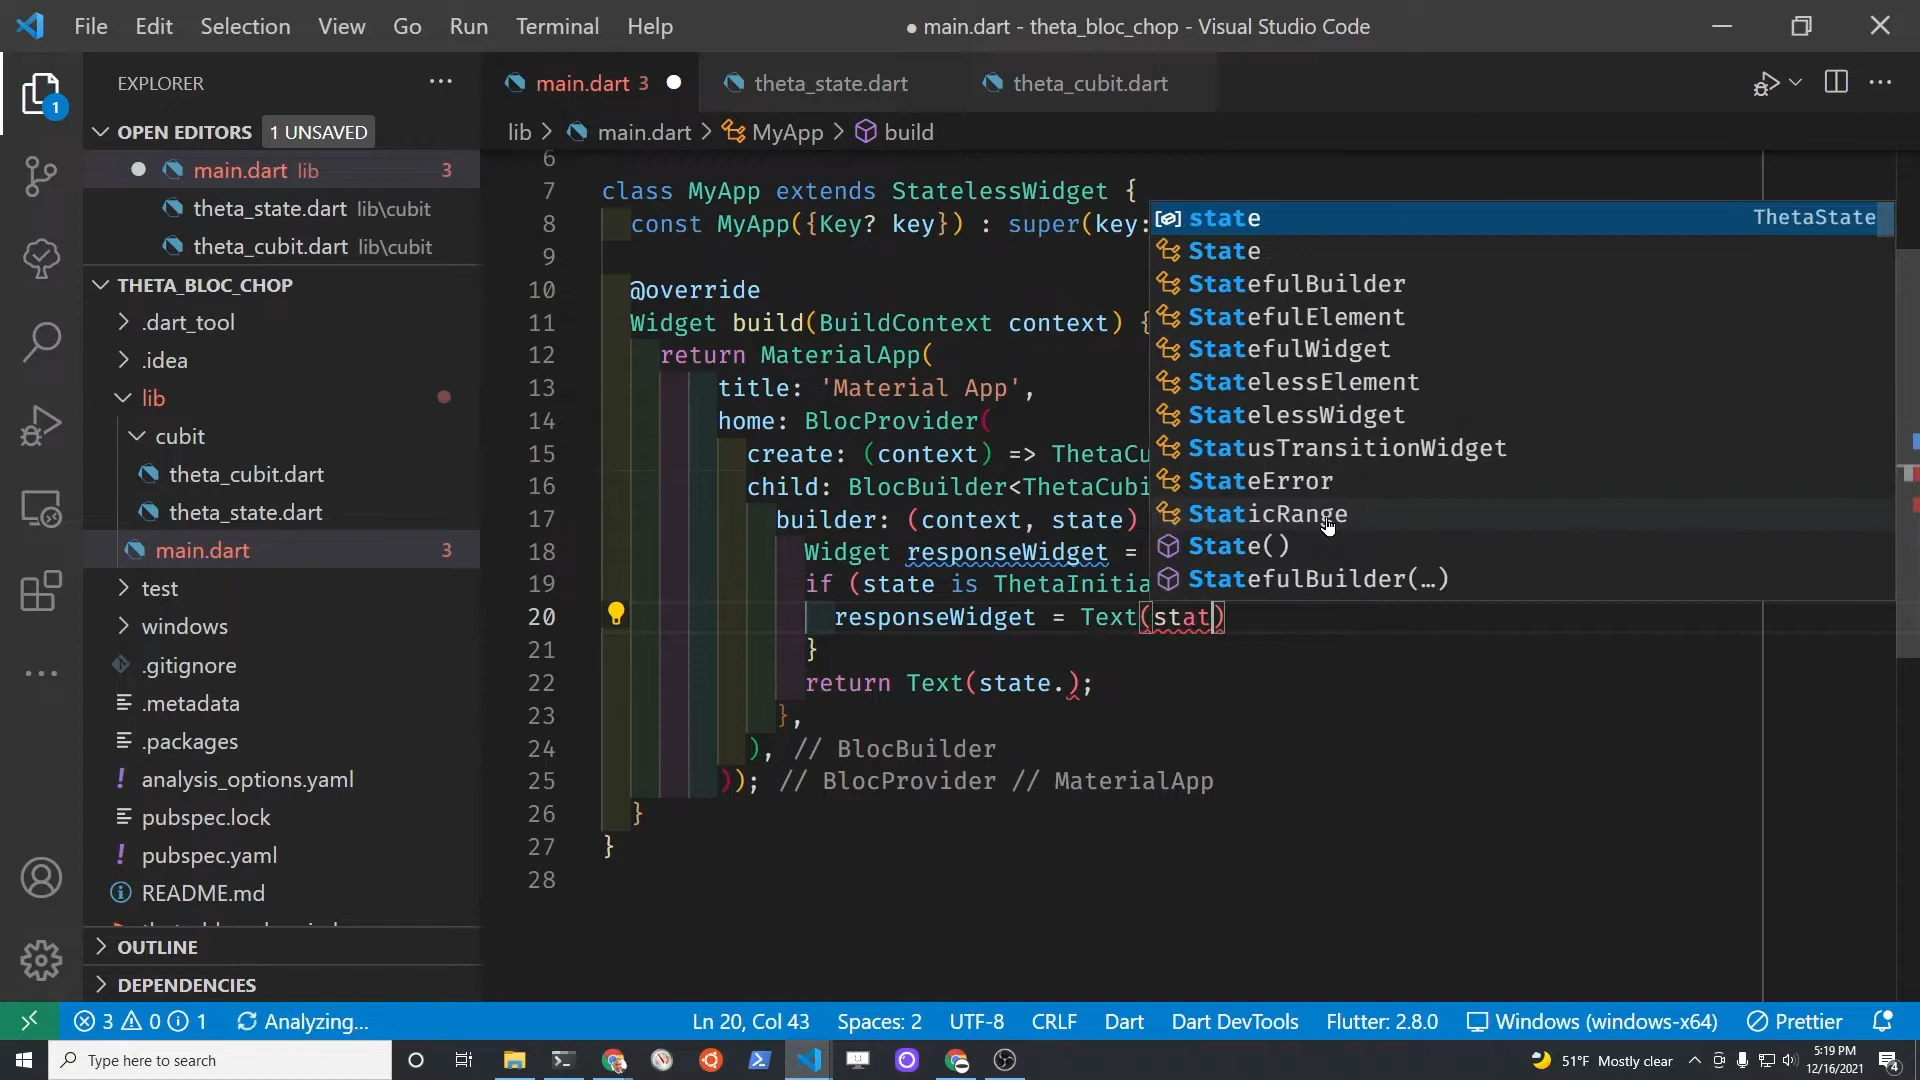 File Edit Selection View Go Run Terminal Help
● main.dart - theta_bloc_chop - Visual Studio Code
EXPLORER
main.dart 3
theta_state.dart
theta_cubit.dart
1
OPEN EDITORS
1 UNSAVED
main.dart lib 3
theta_state.dart lib\cubit
theta_cubit.dart lib\cubit
THETA_BLOC_CHOP
.dart_tool
.idea
lib
cubit
theta_cubit.dart
theta_state.dart
main.dart 3
test
windows
.gitignore
.metadata
.packages
analysis_options.yaml
pubspec.lock
pubspec.yaml
README.md
OUTLINE
DEPENDENCIES
lib > main.dart > MyApp > build
6
7 class MyApp extends StatelessWidget {
8 const MyApp({Key? key}) : super(key:
9
10 @override
11 Widget build(BuildContext context) {
12 return MaterialApp(
13 title: 'Material App',
14 home: BlocProvider(
15 create: (context) => ThetaCu
16 child: BlocBuilder<ThetaCubi
17 builder: (context, state)
18 Widget responseWidget =
19 if (state is ThetaInitia
20 responseWidget = Text(stat)
21 }
22 return Text(state.);
23 },
24 ), // BlocBuilder
25 )); // BlocProvider // MaterialApp
26 }
27 }
28
state ThetaState
State
StatefulBuilder
StatefulElement
StatefulWidget
StatelessElement
StatelessWidget
StatusTransitionWidget
StateError
StaticRange
State()
StatefulBuilder(…)
3 0 1 Analyzing...
Ln 20, Col 43 Spaces: 2 UTF-8 CRLF Dart Dart DevTools Flutter: 2.8.0 Windows (windows-x64) Prettier
Type here to search
51°F Mostly clear
5:19 PM
12/16/2021
4